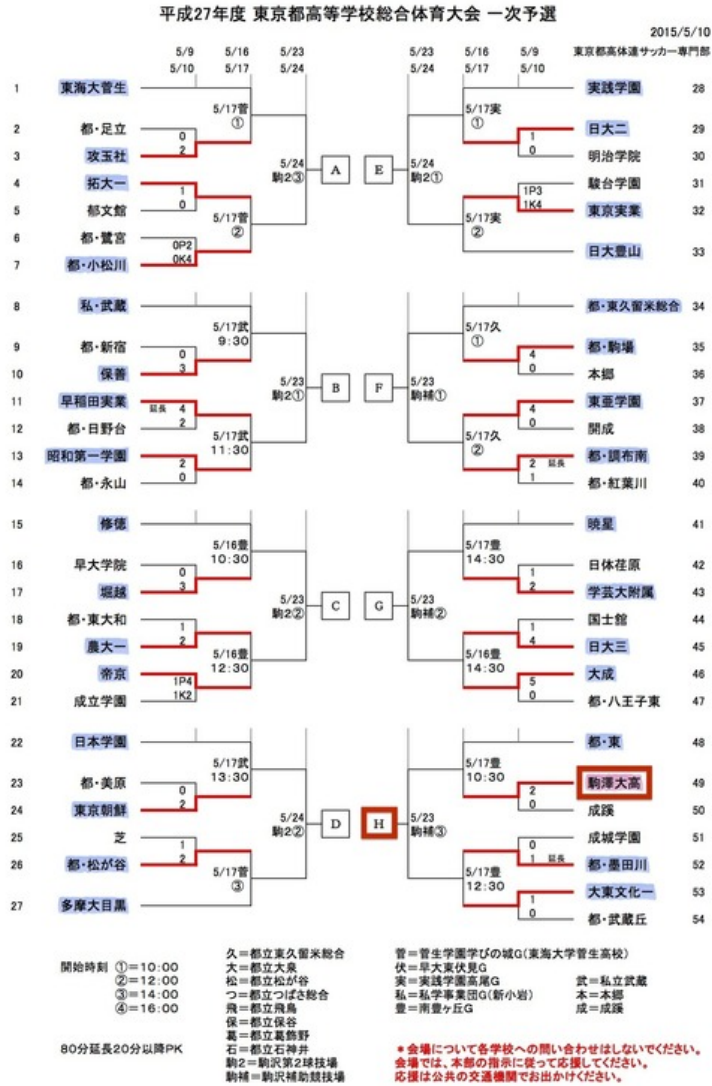 平成27年度 東京都高等学校総合体育大会 一次予選
2015/5/10
東京都高体連サッカー専門部
5/9 5/16 5/23 5/23 5/16 5/9
5/10 5/17 5/24 5/24 5/17 5/10
1 東海大菅生
5/17菅
①
2 都・足立 0
3 攻玉社 2
5/24
駒2③
A
4 拓大一 1
5 郁文館 0
5/17菅
②
6 都・鷺宮 0P2
7 都・小松川 0K4
8 私・武蔵
5/17武
9:30
9 都・新宿 0
10 保善 3
5/23
駒2①
B
11 早稲田実業 延長 4
12 都・日野台 2
5/17武
11:30
13 昭和第一学園 2
14 都・永山 0
15 修徳
5/16豊
10:30
16 早大学院 0
17 堀越 3
5/23
駒2②
C
18 都・東大和 1
19 農大一 2
5/16豊
12:30
20 帝京 1P4
21 成立学園 1K2
22 日本学園
5/17武
13:30
23 都・美原 0
24 東京朝鮮 2
5/24
駒2②
D
25 芝 1
26 都・松が谷 2
5/17菅
③
27 多摩大目黒
実践学園 28
5/17実
①
1 日大二 29
0 明治学院 30
E
5/24
駒2①
1P3 駿台学園 31
1K4 東京実業 32
5/17実
②
日大豊山 33
都・東久留米総合 34
5/17久
①
4 都・駒場 35
0 本郷 36
F
5/23
駒補①
4 東亜学園 37
0 開成 38
5/17久
②
2 延長 都・調布南 39
1 都・紅葉川 40
暁星 41
5/17豊
14:30
1 日体荏原 42
2 学芸大附属 43
G
5/23
駒補②
1 国士館 44
4 日大三 45
5/16豊
14:30
5 大成 46
0 都・八王子東 47
都・東 48
5/17豊
10:30
2 駒澤大高 49
0 成蹊 50
H
5/23
駒補③
0 成城学園 51
1 延長 都・墨田川 52
5/17豊
12:30
1 大東文化一 53
0 都・武蔵丘 54
開始時刻 ①=10:00
②=12:00
③=14:00
④=16:00
80分延長20分以降PK
久=都立東久留米総合
大=都立大泉
松=都立松が谷
つ=都立つばさ総合
飛=都立飛鳥
保=都立保谷
葛=都立葛飾野
石=都立石神井
駒2=駒沢第2球技場
駒補=駒沢補助競技場
菅=菅生学園学びの城G(東海大学菅生高校)
伏=早大東伏見G
実=実践学園高尾G 武=私立武蔵
私=私学事業団G(新小岩) 本=本郷
豊=南豊ヶ丘G 成=成蹊
*会場について各学校への問い合わせはしないでください。
会場では、本部の指示に従って応援してください。
応援は公共の交通機関でお出かけください。